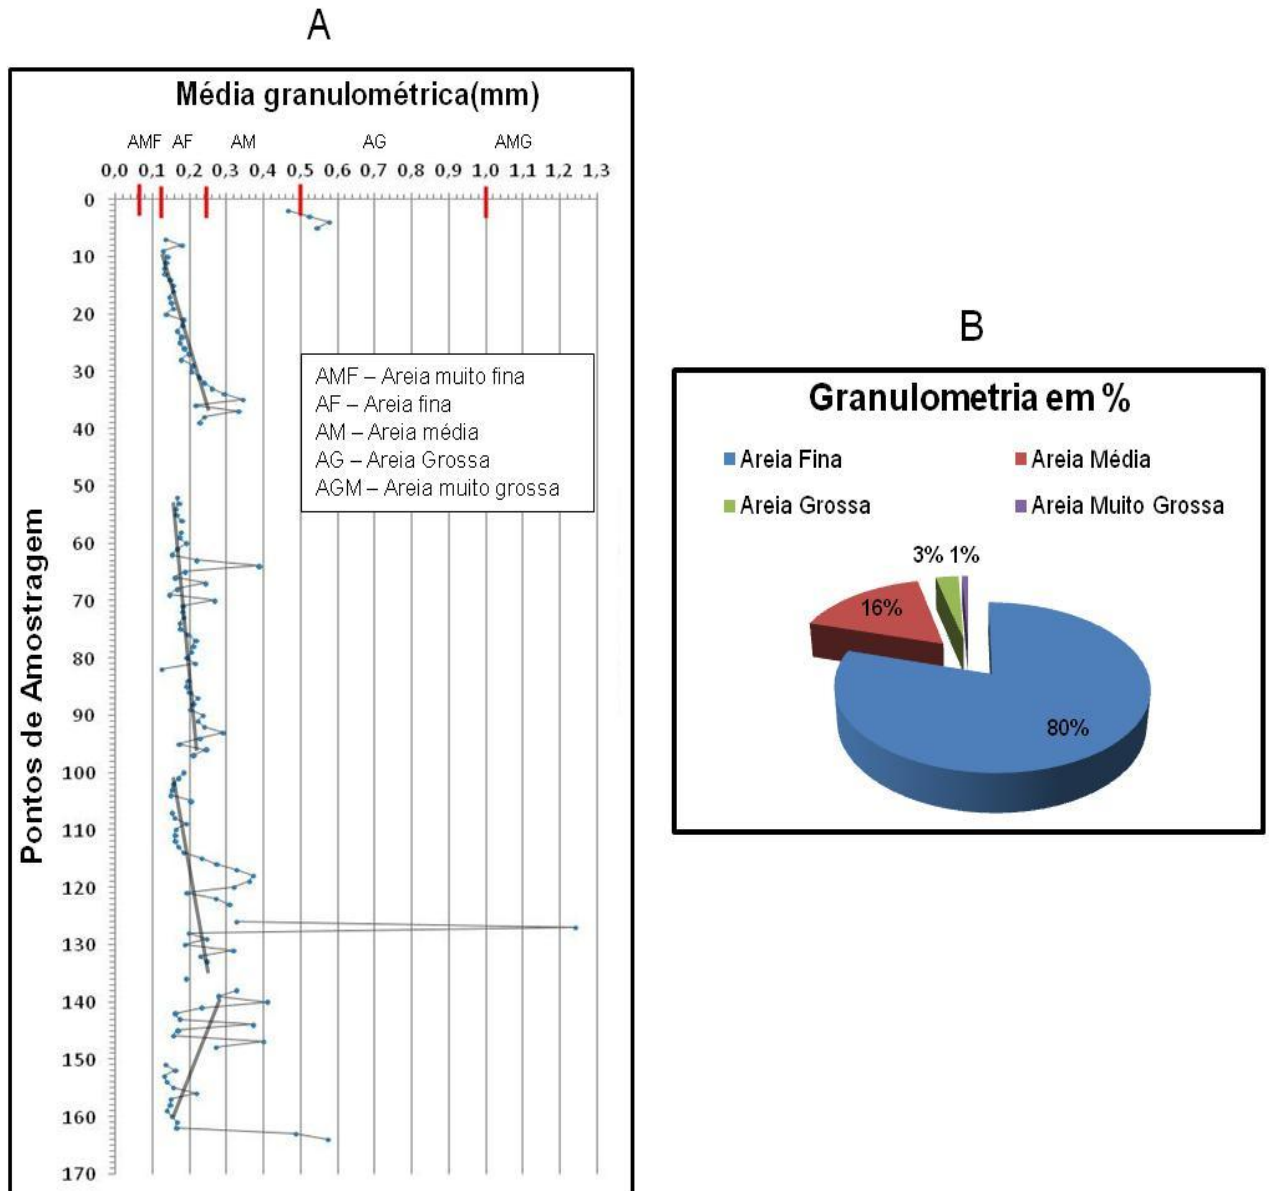 A
Média granulométrica(mm)
AMF AF AM AG AMG
0,0 0,1 0,2 0,3 0,4 0,5 0,6 0,7 0,8 0,9 1,0 1,1 1,2 1,3
0
10
20
30
40
50
60
70
80
90
100
110
120
130
140
150
160
170
Pontos de Amostragem
AMF – Areia muito fina
AF – Areia fina
AM – Areia média
AG – Areia Grossa
AGM – Areia muito grossa
B
Granulometria em %
Areia Fina Areia Média
Areia Grossa Areia Muito Grossa
3% 1%
16%
80%